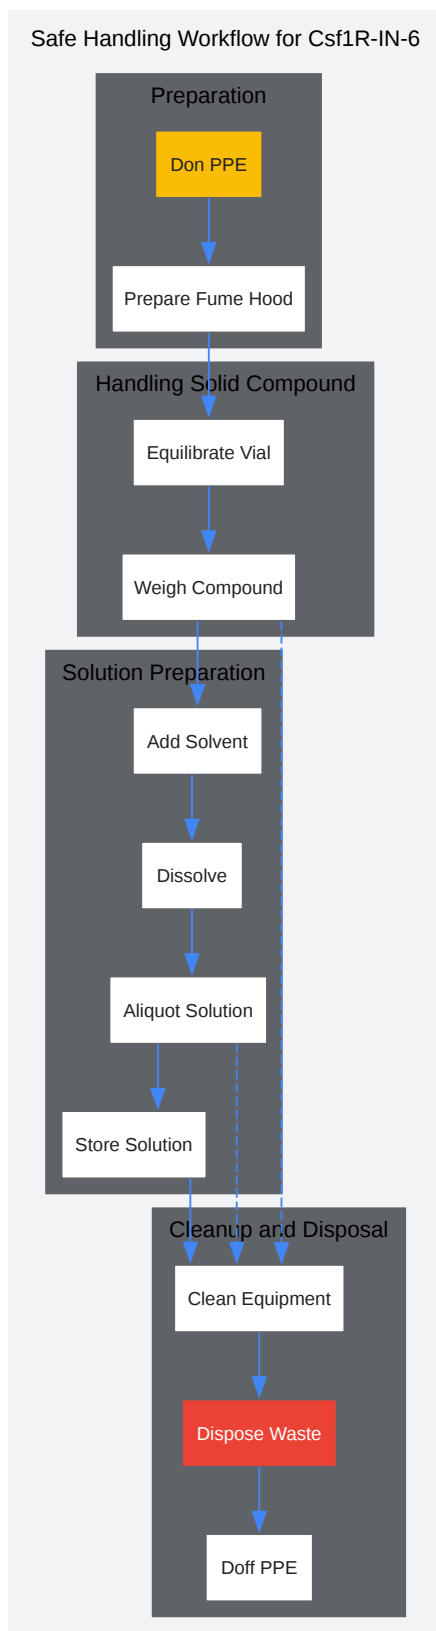 Safe Handling Workflow for Csf1R-IN-6
Preparation
Don PPE
Prepare Fume Hood
Handling Solid Compound
Equilibrate Vial
Weigh Compound
Solution Preparation
Add Solvent
Dissolve
Aliquot Solution
Store Solution
Cleanup and Disposal
Clean Equipment
Dispose Waste
Doff PPE